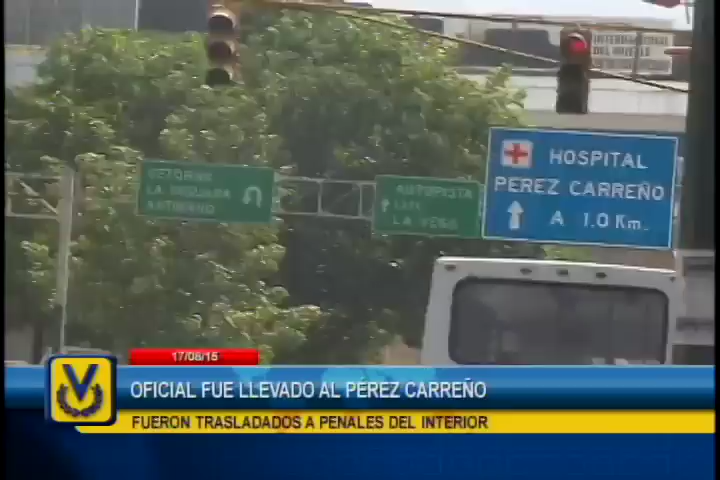 INTERNACIONAL
HOSPITAL
PEREZ CARREÑO
A 1.0 Km.
RETORNO
LA
ANTIMANO
AUTOPISTA
LA VEGA
17/06/15
OFICIAL FUE LLEVADO AL PÉREZ CARREÑO
FUERON TRASLADADOS A PENALES DEL INTERIOR